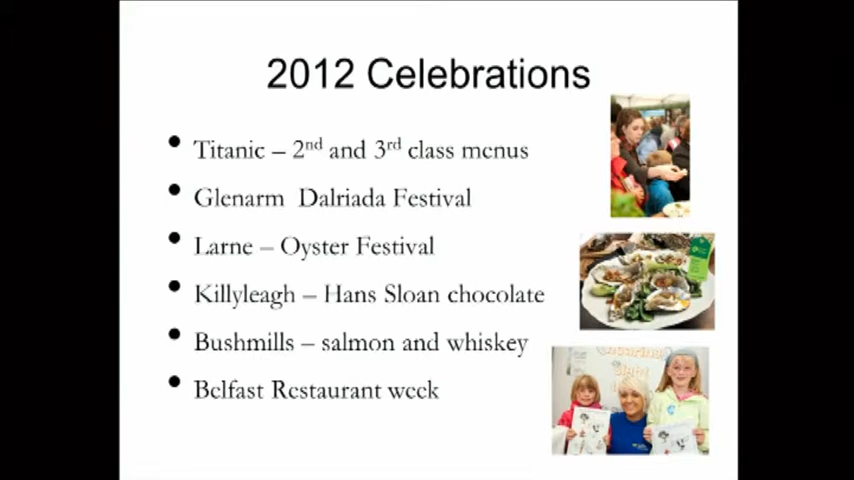 2012 Celebrations
Titanic – 2nd and 3rd class menus
Glenarm Dalriada Festival
Larne – Oyster Festival
Killyleagh – Hans Sloan chocolate
Bushmills – salmon and whiskey
Belfast Restaurant week